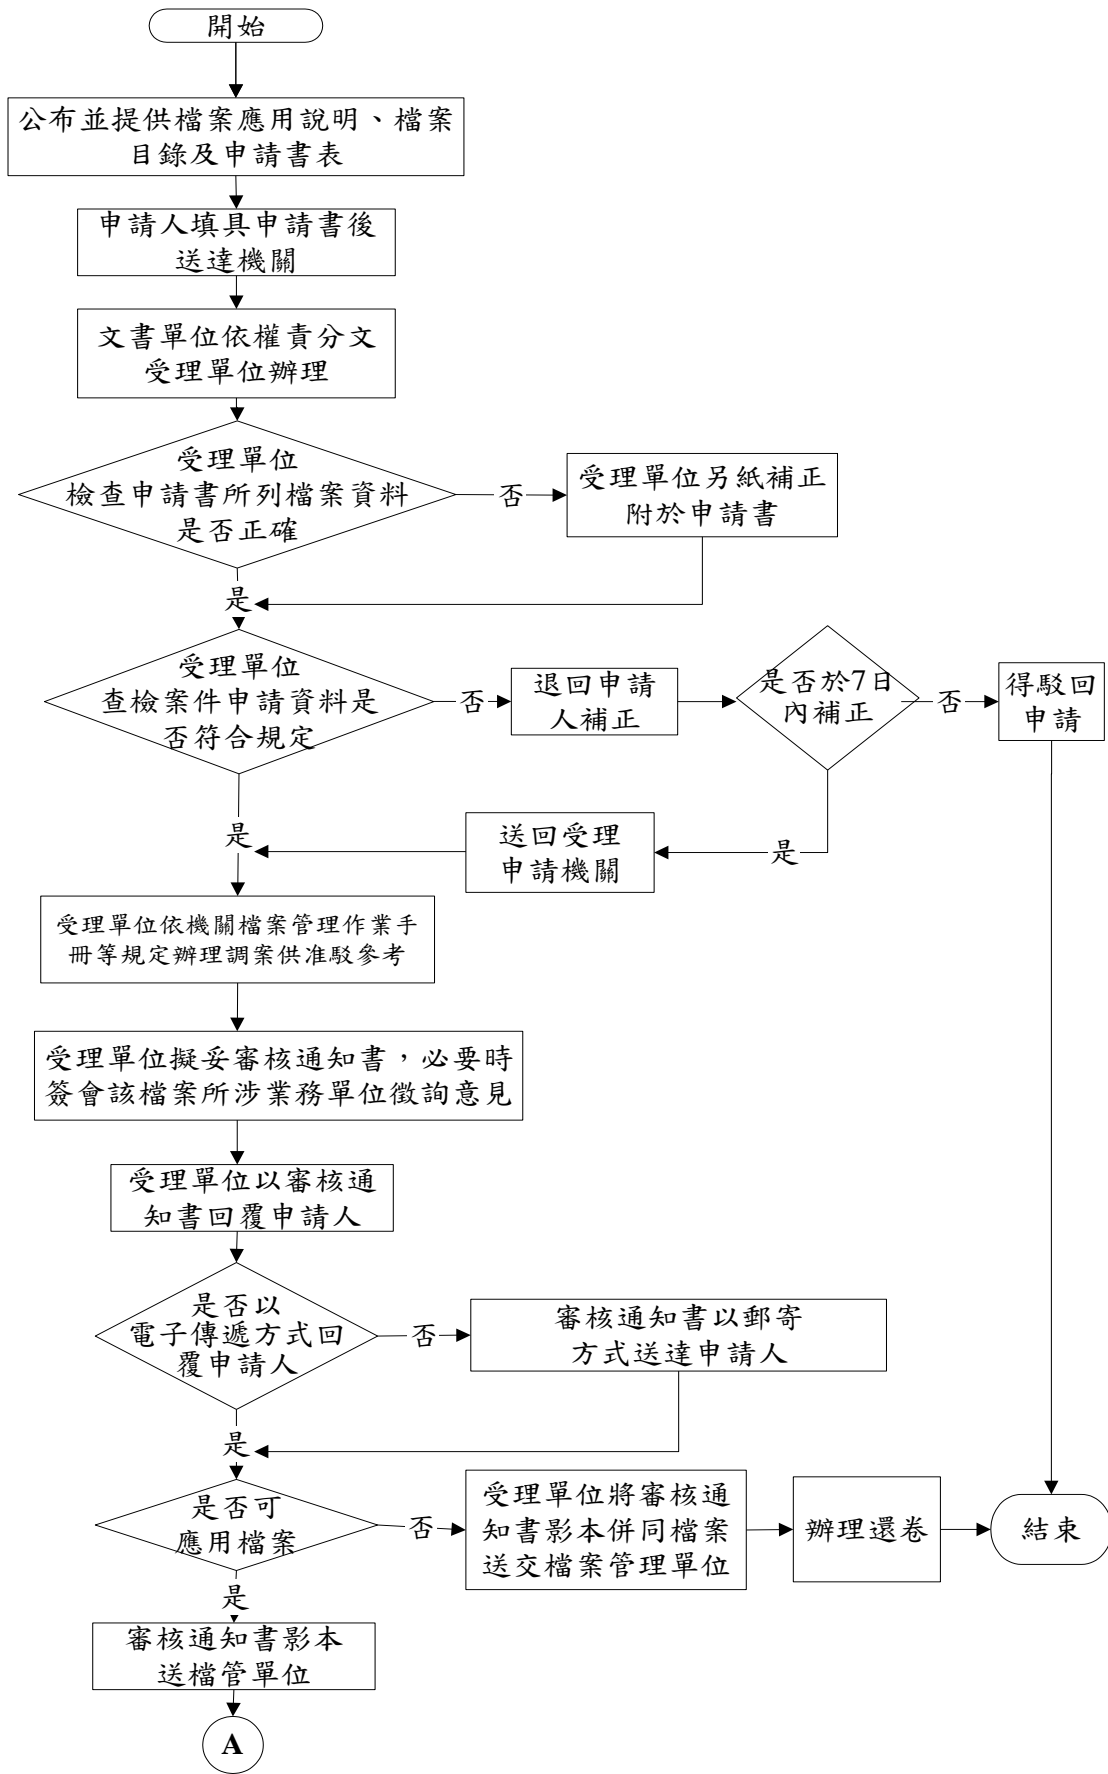 開始
公布並提供檔案應用說明、檔案
目錄及申請書表
申請人填具申請書後
送達機關
文書單位依權責分文
受理單位辦理
受理單位
檢查申請書所列檔案資料
是否正確
否
受理單位另紙補正
附於申請書
是
受理單位
查檢案件申請資料是
否符合規定
否
退回申請
人補正
是否於7日
內補正
否
得駁回
申請
是
送回受理
申請機關
是
受理單位依機關檔案管理作業手
冊等規定辦理調案供准駁參考
受理單位擬妥審核通知書，必要時
簽會該檔案所涉業務單位徵詢意見
受理單位以審核通
知書回覆申請人
是否以
電子傳遞方式回
覆申請人
否
審核通知書以郵寄
方式送達申請人
是
是否可
應用檔案
否
受理單位將審核通
知書影本併同檔案
送交檔案管理單位
辦理還卷
結束
是
審核通知書影本
送檔管單位
A